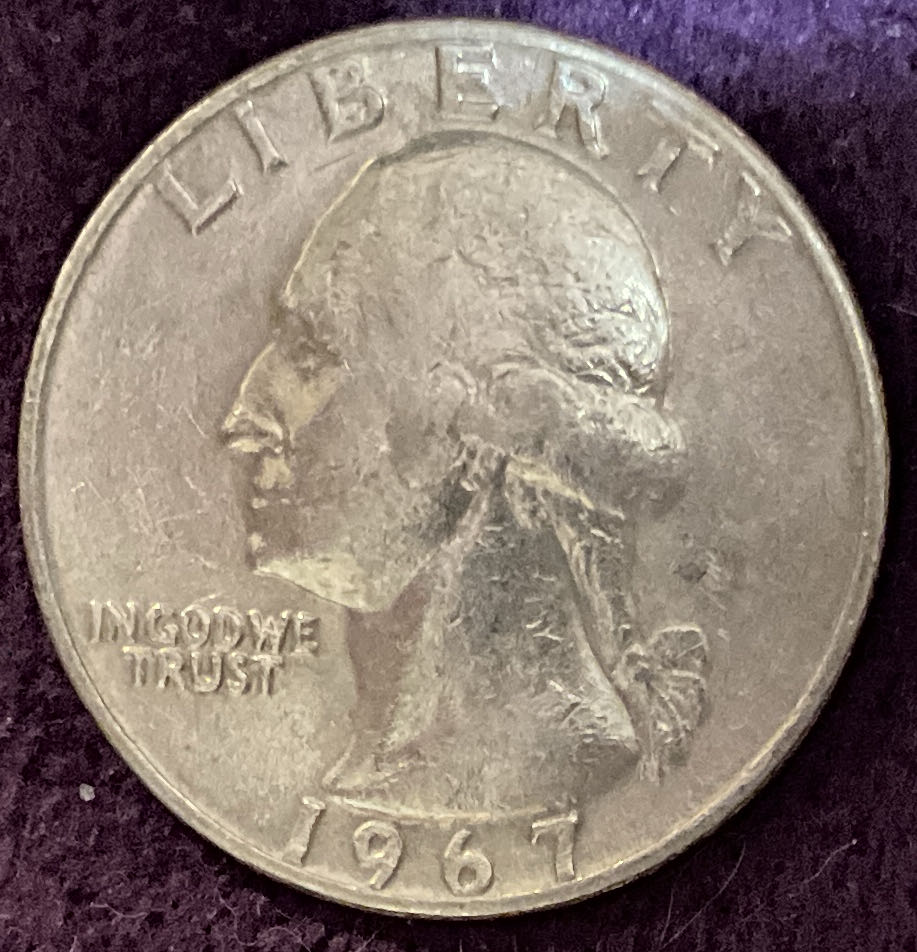 LIBERTY
IN GOD WE
TRUST
1967